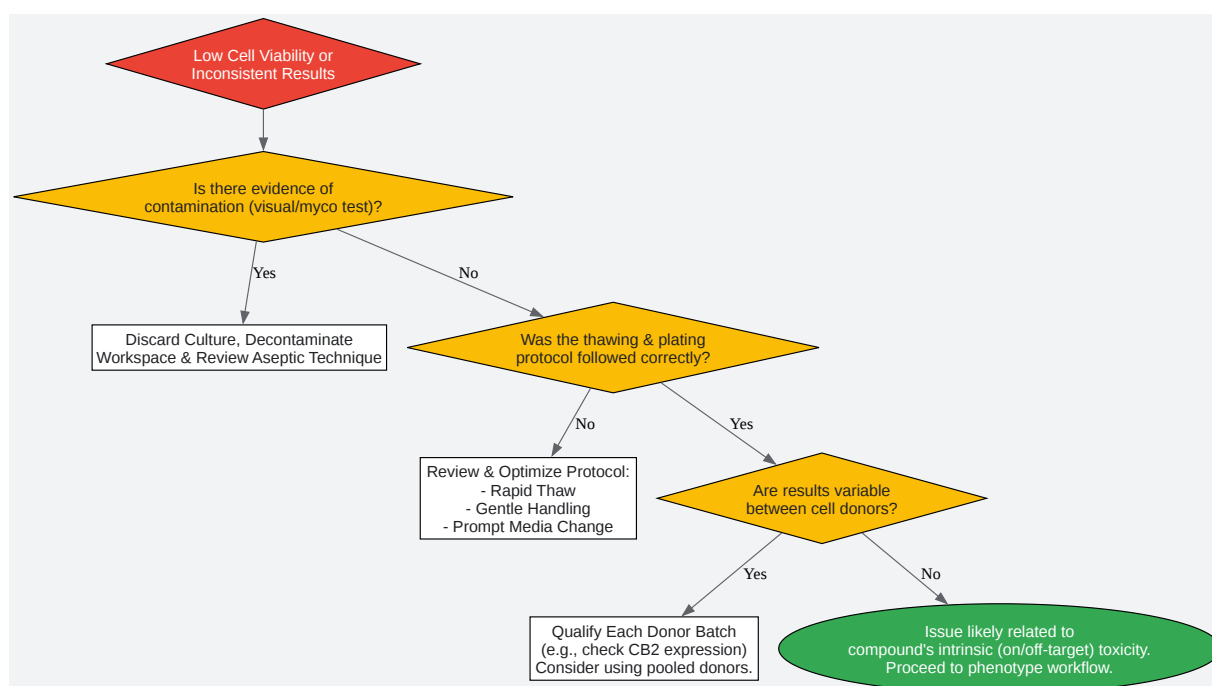 Low Cell Viability or
Inconsistent Results
Is there evidence of
contamination (visual/myco test)?
Yes
No
Discard Culture, Decontaminate
Workspace & Review Aseptic Technique
Was the thawing & plating
protocol followed correctly?
No
Yes
Review & Optimize Protocol:
- Rapid Thaw
- Gentle Handling
- Prompt Media Change
Are results variable
between cell donors?
Yes
No
Qualify Each Donor Batch
(e.g., check CB2 expression)
Consider using pooled donors.
Issue likely related to
compound's intrinsic (on/off-target) toxicity.
Proceed to phenotype workflow.